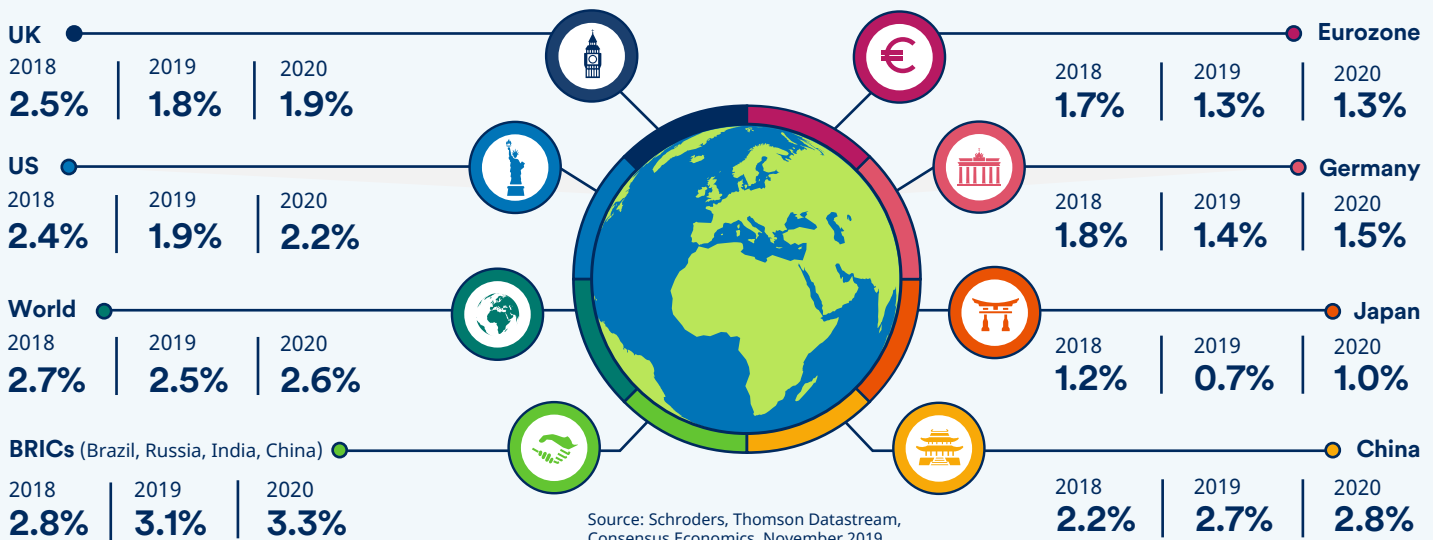 UK
2018 2019 2020
2.5% 1.8% 1.9%
US
2018 2019 2020
2.4% 1.9% 2.2%
World
2018 2019 2020
2.7% 2.5% 2.6%
BRICs (Brazil, Russia, India, China)
2018 2019 2020
2.8% 3.1% 3.3%
€
Eurozone
2018 2019 2020
1.7% 1.3% 1.3%
Germany
2018 2019 2020
1.8% 1.4% 1.5%
Japan
2018 2019 2020
1.2% 0.7% 1.0%
China
2018 2019 2020
2.2% 2.7% 2.8%
Source: Schroders, Thomson Datastream,
Consensus Economics, November 2019